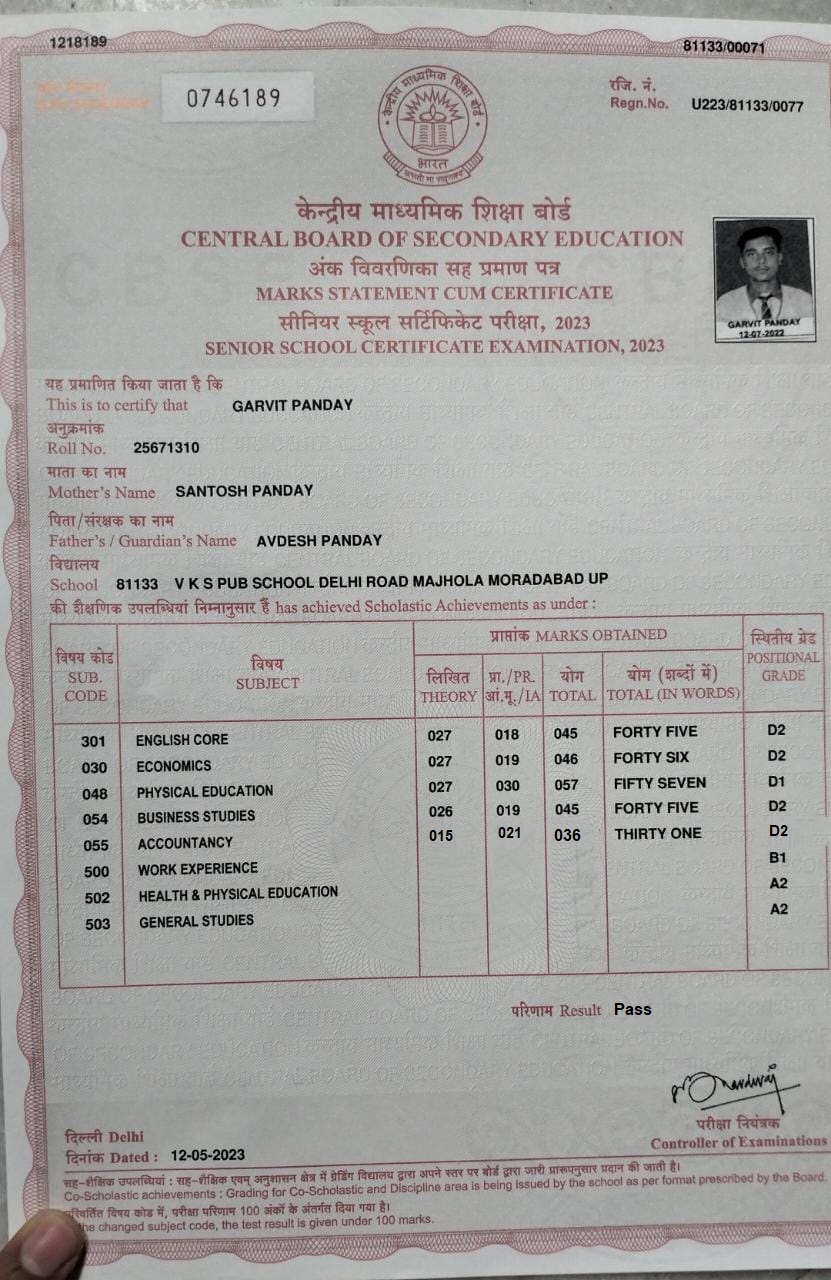 1218189
81133/00071
0746189
रजि. नं.
Regn.No. U223/81133/0077
केन्द्रीय माध्यमिक शिक्षा बोर्ड
भारत
असतो मा सद्गमय
केन्द्रीय माध्यमिक शिक्षा बोर्ड
CENTRAL BOARD OF SECONDARY EDUCATION
अंक विवरणिका सह प्रमाण पत्र
MARKS STATEMENT CUM CERTIFICATE
सीनियर स्कूल सर्टिफिकेट परीक्षा, 2023
SENIOR SCHOOL CERTIFICATE EXAMINATION, 2023
GARVIT PANDAY
12-07-2022
यह प्रमाणित किया जाता है कि
This is to certify that GARVIT PANDAY
अनुक्रमांक
Roll No. 25671310
माता का नाम
Mother's Name SANTOSH PANDAY
पिता/संरक्षक का नाम
Father's / Guardian's Name AVDESH PANDAY
विद्यालय
School 81133 V K S PUB SCHOOL DELHI ROAD MAJHOLA MORADABAD UP
की शैक्षणिक उपलब्धियां निम्नानुसार हैं has achieved Scholastic Achievements as under :
विषय कोड
SUB.
CODE
विषय
SUBJECT
प्राप्तांक MARKS OBTAINED
लिखित
THEORY
प्रा./PR.
आं.मू./IA
योग
TOTAL
योग (शब्दों में)
TOTAL (IN WORDS)
स्थितीय ग्रेड
POSITIONAL
GRADE
301 ENGLISH CORE 027 018 045 FORTY FIVE D2
030 ECONOMICS 027 019 046 FORTY SIX D2
048 PHYSICAL EDUCATION 027 030 057 FIFTY SEVEN D1
054 BUSINESS STUDIES 026 019 045 FORTY FIVE D2
055 ACCOUNTANCY 015 021 036 THIRTY ONE D2
500 WORK EXPERIENCE B1
502 HEALTH & PHYSICAL EDUCATION A2
503 GENERAL STUDIES A2
परिणाम Result Pass
परीक्षा नियंत्रक
Controller of Examinations
दिल्ली Delhi
दिनांक Dated : 12-05-2023
सह-शैक्षिक उपलब्धियां : सह-शैक्षिक एवम् अनुशासन क्षेत्र में ग्रेडिंग विद्यालय द्वारा अपने स्तर पर बोर्ड द्वारा जारी प्रारूपनुसार प्रदान की जाती है।
Co-Scholastic achievements : Grading for Co-Scholastic and Discipline area is being issued by the school as per format prescribed by the Board.
परिवर्तित विषय कोड में, परीक्षा परिणाम 100 अंकों के अंतर्गत दिया गया है।
the changed subject code, the test result is given under 100 marks.